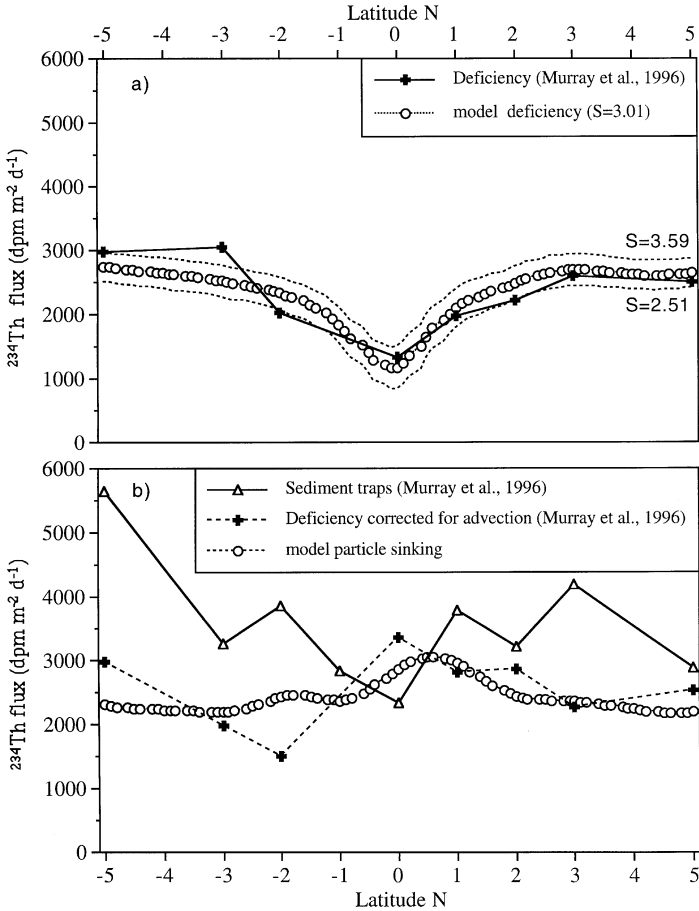 Latitude N
-5 -4 -3 -2 -1 0 1 2 3 4 5
a)
Deficiency (Murray et al., 1996)
model deficiency (S=3.01)
6000
5000
4000
3000
2000
1000
0
²³⁴Th flux (dpm m⁻² d⁻¹)
S=3.59
S=2.51
b)
Sediment traps (Murray et al., 1996)
Deficiency corrected for advection (Murray et al., 1996)
model particle sinking
6000
5000
4000
3000
2000
1000
0
²³⁴Th flux (dpm m⁻² d⁻¹)
-5 -4 -3 -2 -1 0 1 2 3 4 5
Latitude N